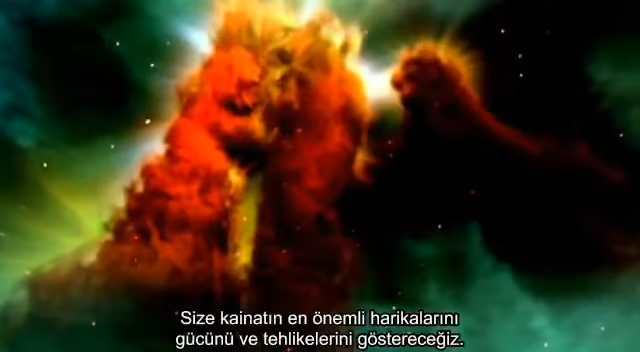 Size kainatın en önemli harikalarını
gücünü ve tehlikelerini göstereceğiz.